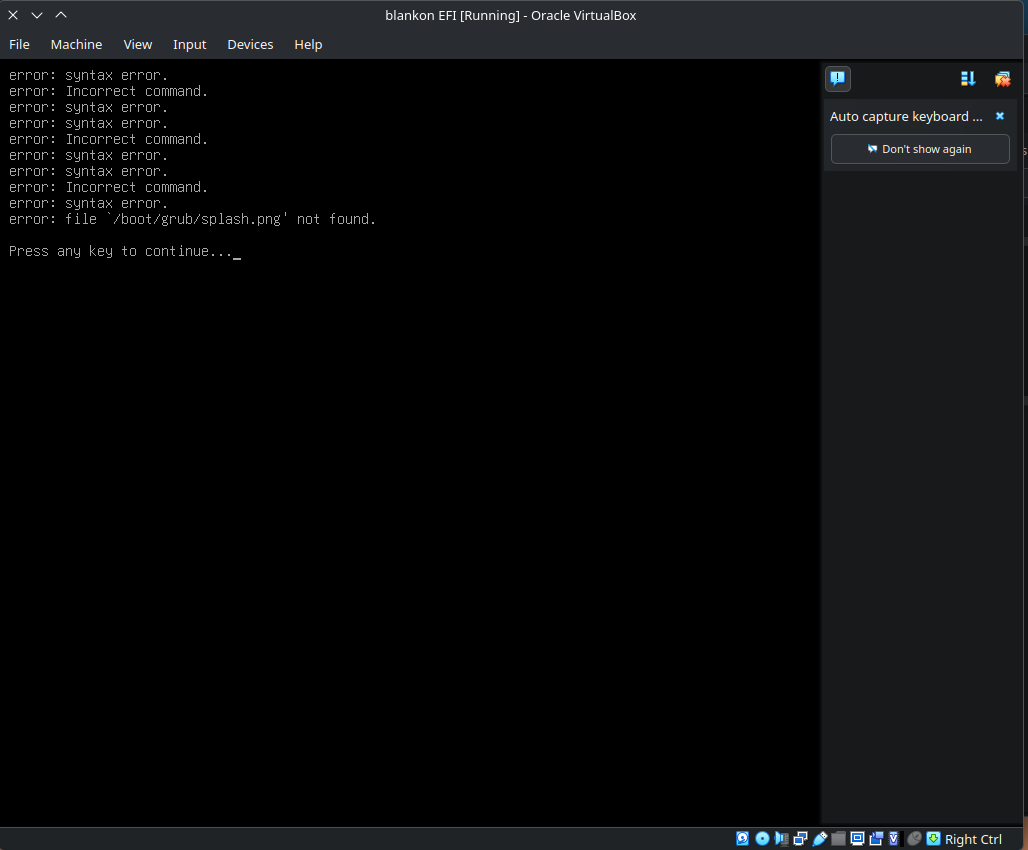 blankon EFI [Running] - Oracle VirtualBox
File Machine View Input Devices Help
error: syntax error.
error: Incorrect command.
error: syntax error.
error: syntax error.
error: Incorrect command.
error: syntax error.
error: syntax error.
error: Incorrect command.
error: syntax error.
error: file `/boot/grub/splash.png' not found.
Press any key to continue..._
Auto capture keyboard ...
Don't show again
Right Ctrl